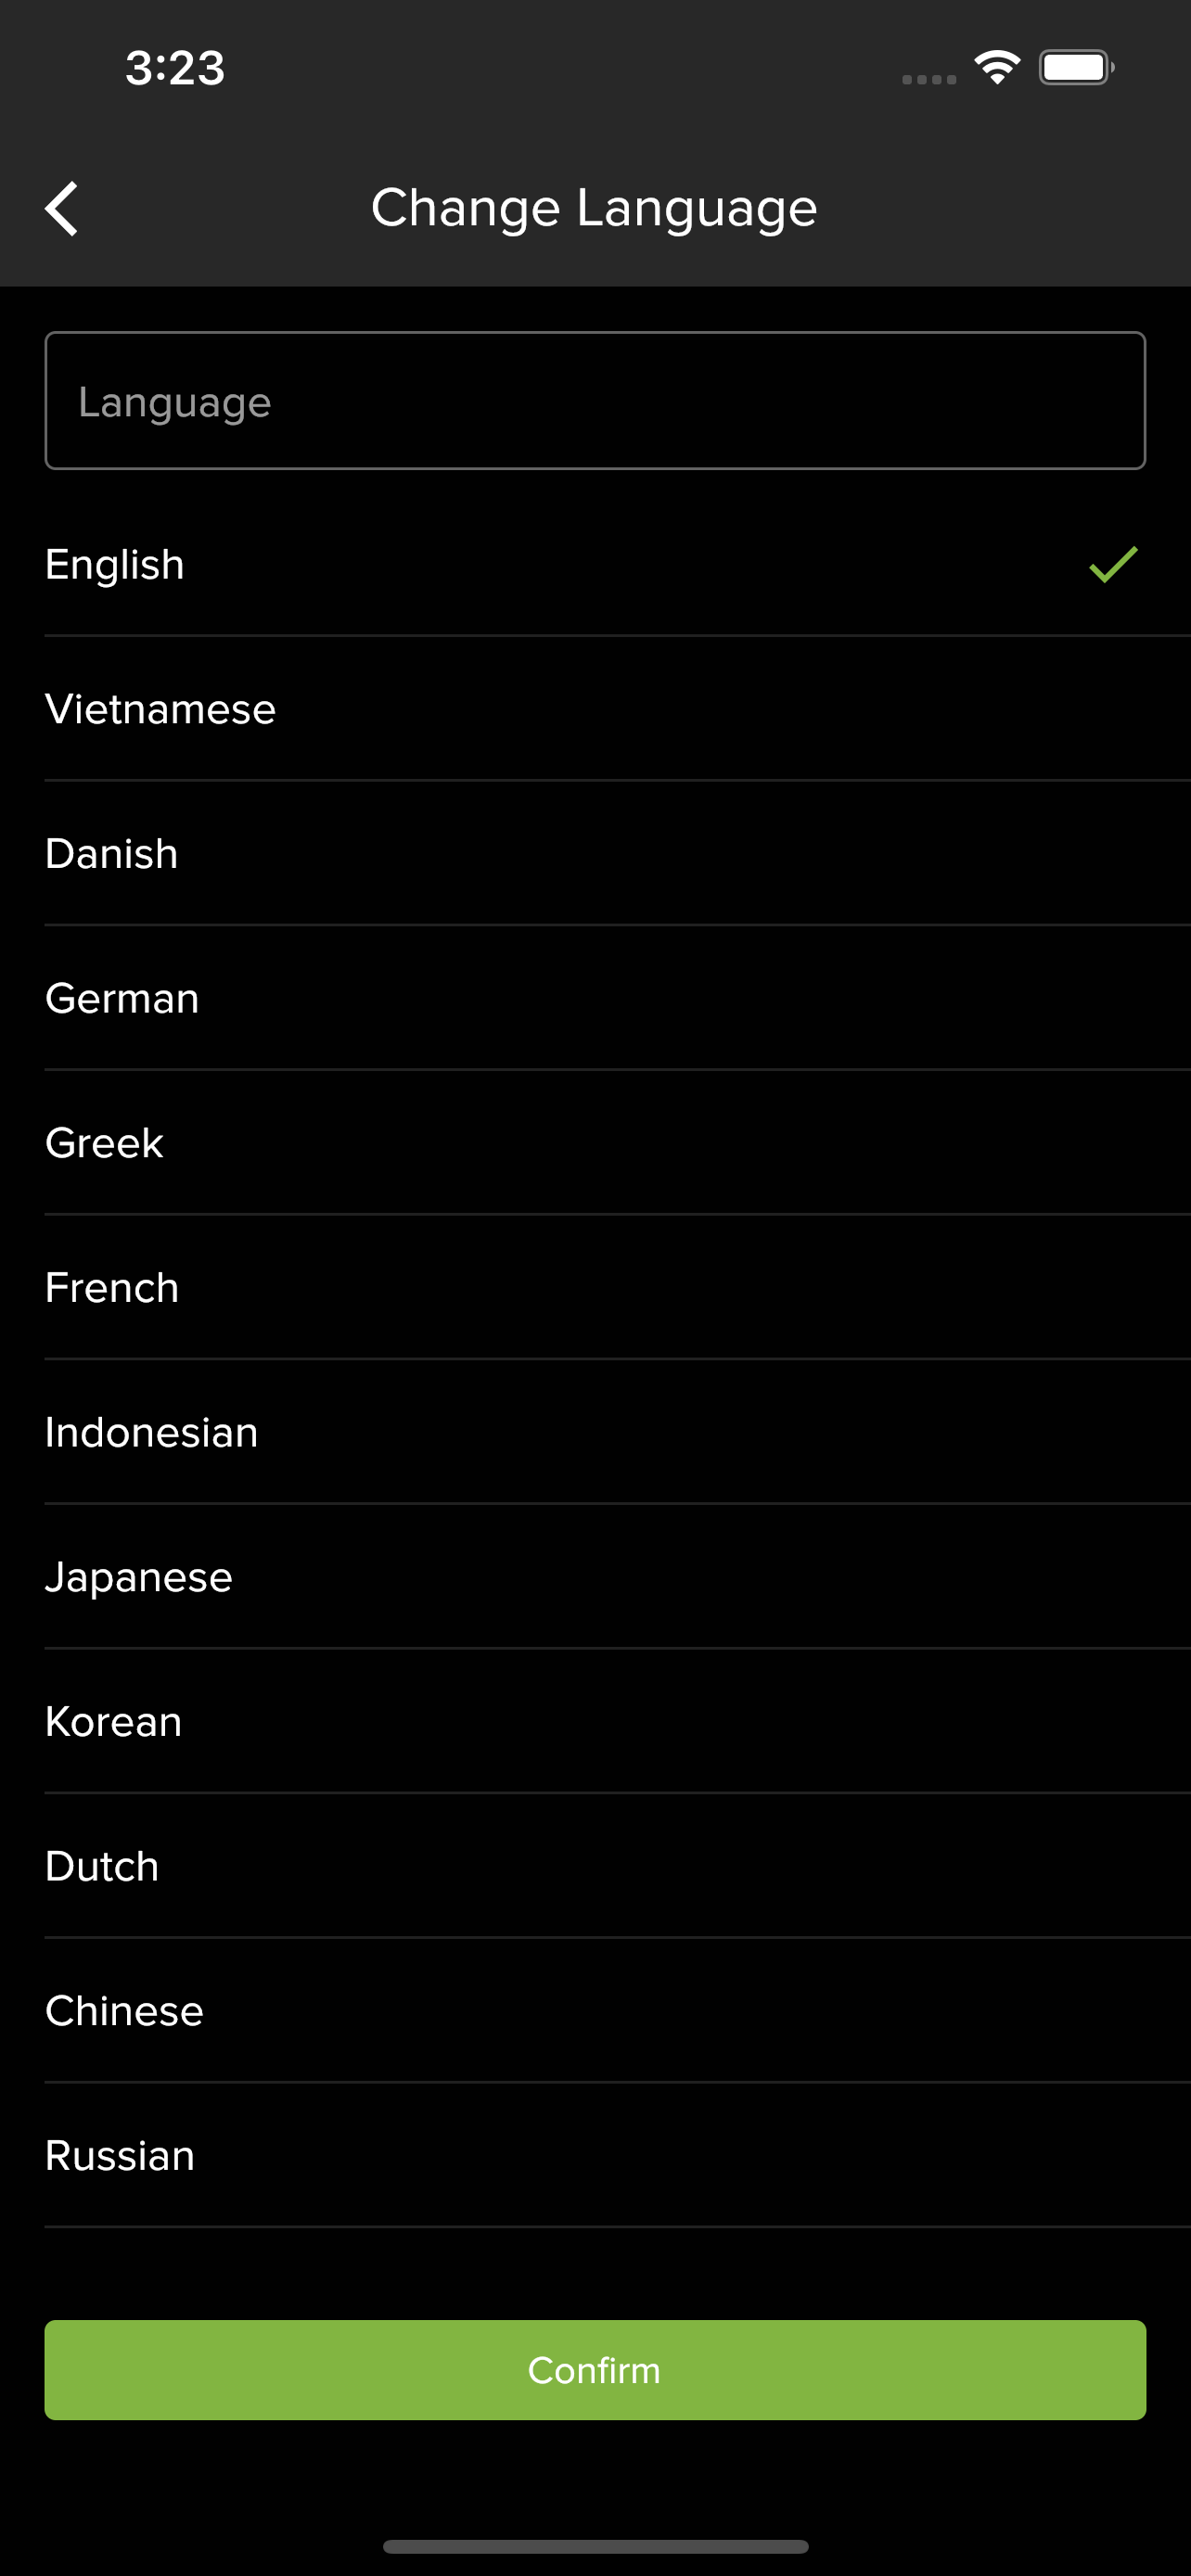 3:23
Change Language
Language
English
Vietnamese
Danish
German
Greek
French
Indonesian
Japanese
Korean
Dutch
Chinese
Russian
Confirm